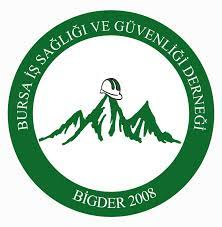 BURSA İŞ SAĞLIĞI VE GÜVENLİĞİ DERNEĞİ
BİGDER 2008